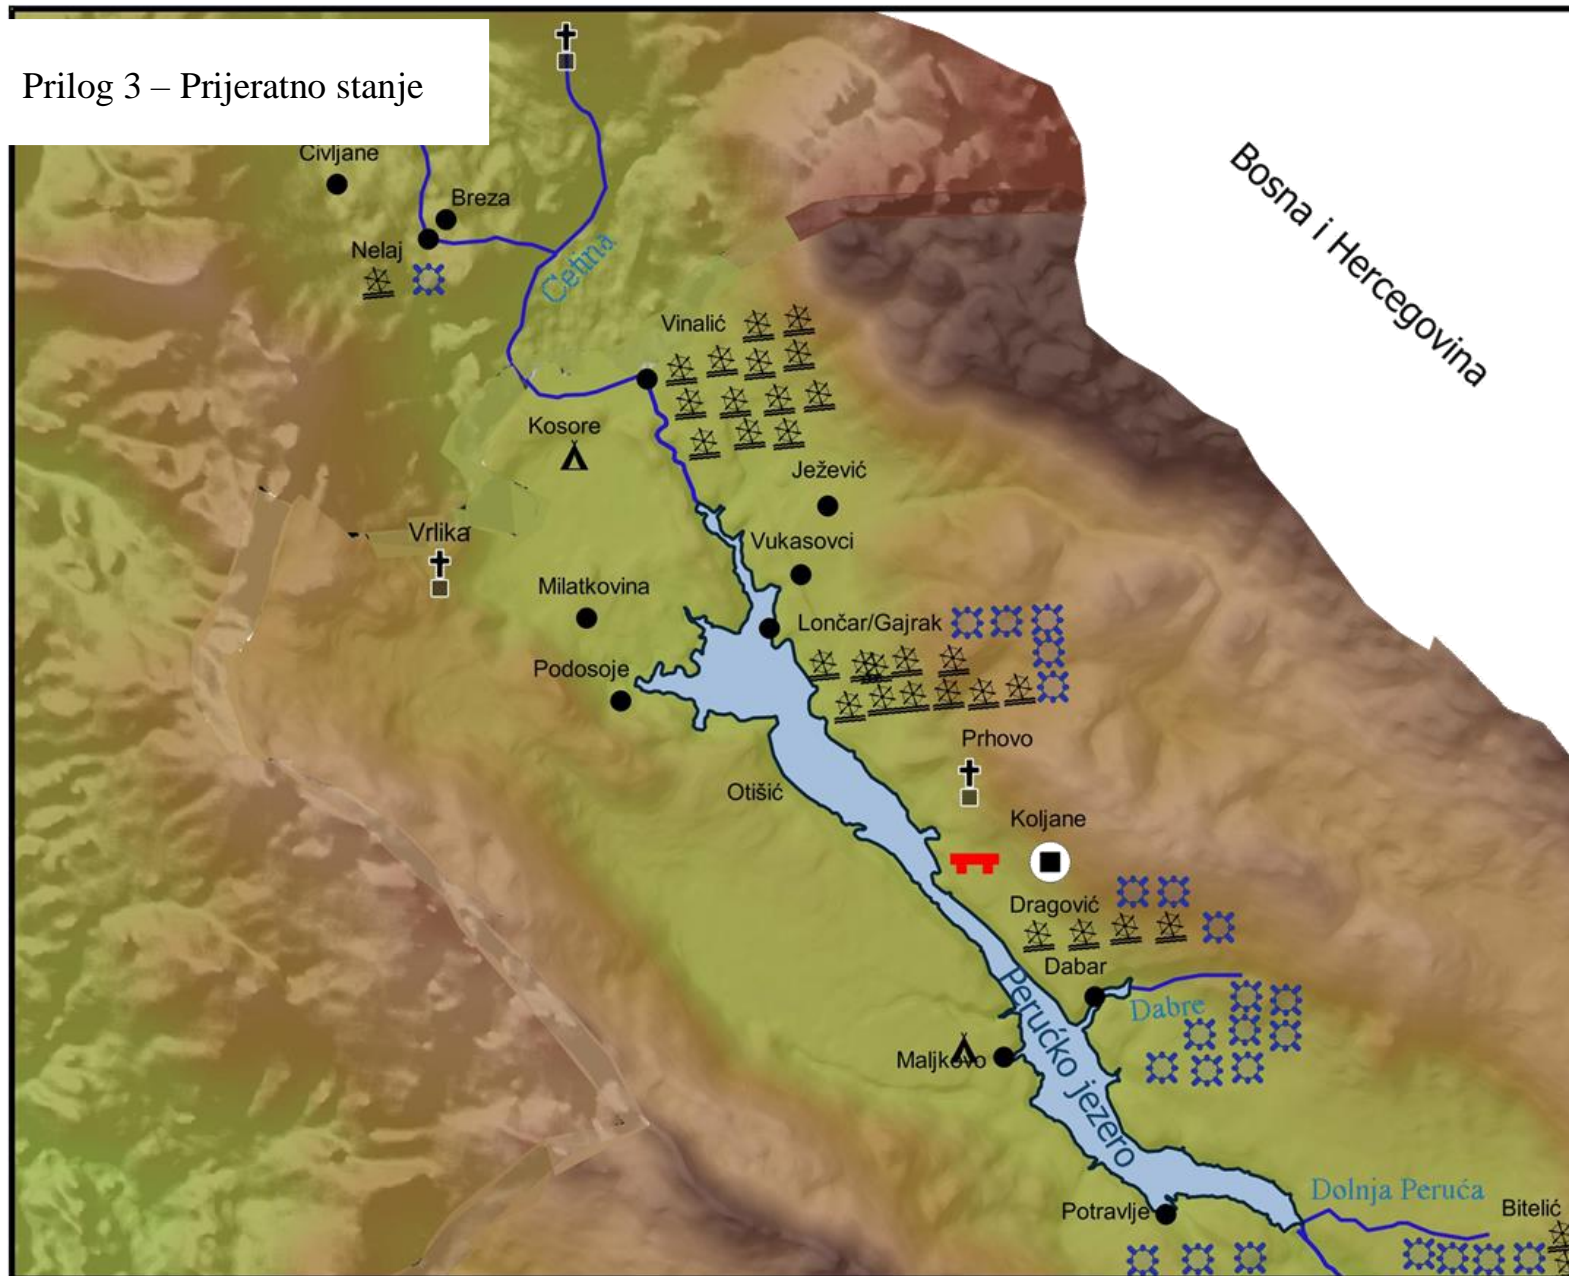 Prilog 3 – Prijeratno stanje
Civljane
Breza
Nelaj
Cetina
Bosna i Hercegovina
Vinalić
Kosore
Ježević
Vrlika
Vukasovci
Milatkovina
Lončar/Gajrak
Podosoje
Prhovo
Otišić
Koljane
Dragović
Dabar
Dabre
Maljkovo
Perućko jezero
Dolnja Peruća
Potravlje
Bitelić